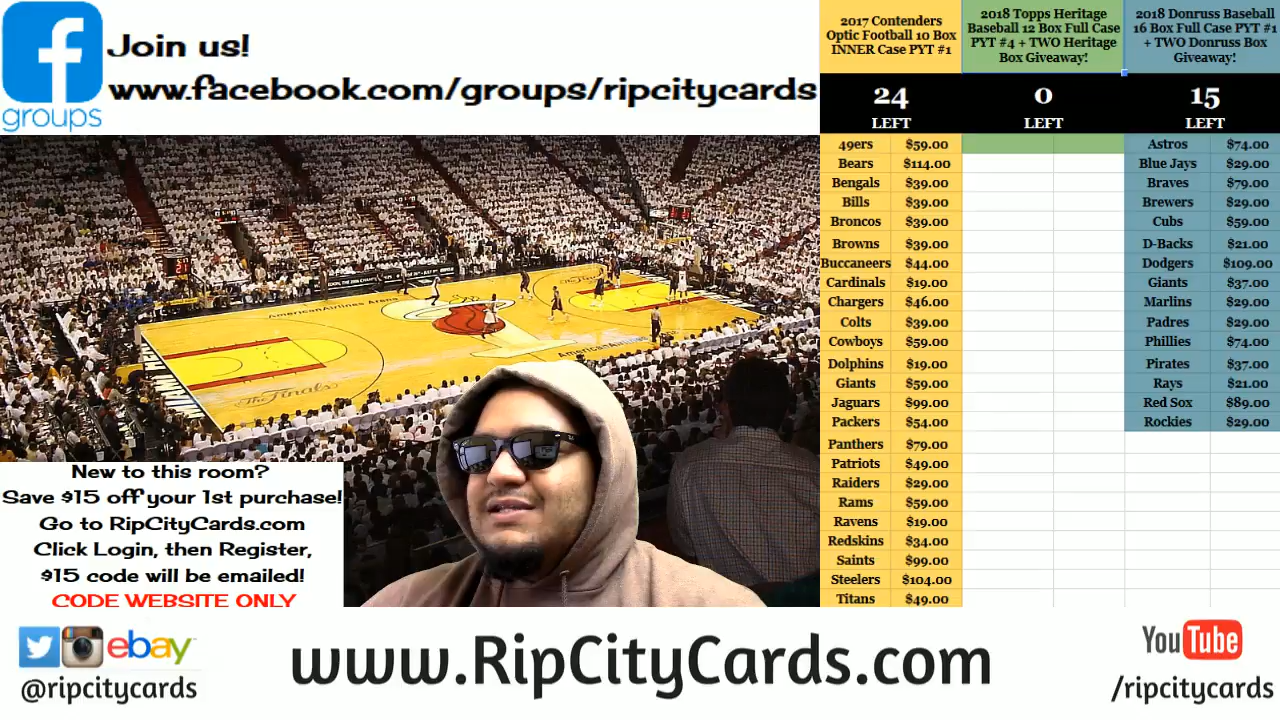 groups
Join us!
www.facebook.com/groups/ripcitycards
2017 Contenders
Optic Football 10 Box
INNER Case PYT #1
24
LEFT
49ers $59.00
Bears $114.00
Bengals $39.00
Bills $39.00
Broncos $39.00
Browns $39.00
Buccaneers $44.00
Cardinals $19.00
Chargers $46.00
Colts $39.00
Cowboys $59.00
Dolphins $19.00
Giants $59.00
Jaguars $99.00
Packers $54.00
Panthers $79.00
Patriots $49.00
Raiders $29.00
Rams $59.00
Ravens $19.00
Redskins $34.00
Saints $99.00
Steelers $104.00
Titans $49.00
2018 Topps Heritage
Baseball 12 Box Full Case
PYT #4 + TWO Heritage
Box Giveaway!
0
LEFT
2018 Donruss Baseball
16 Box Full Case PYT #1
+ TWO Donruss Box
Giveaway!
15
LEFT
Astros $74.00
Blue Jays $29.00
Braves $79.00
Brewers $29.00
Cubs $59.00
D-Backs $21.00
Dodgers $109.00
Giants $37.00
Marlins $29.00
Padres $29.00
Phillies $74.00
Pirates $37.00
Rays $21.00
Red Sox $89.00
Rockies $29.00
AmericanAirlines Arena
AmericanAirlines
The Finals
New to this room?
Save $15 off your 1st purchase!
Go to RipCityCards.com
Click Login, then Register,
$15 code will be emailed!
CODE WEBSITE ONLY
ebay
@ripcitycards
www.RipCityCards.com
YouTube
/ripcitycards